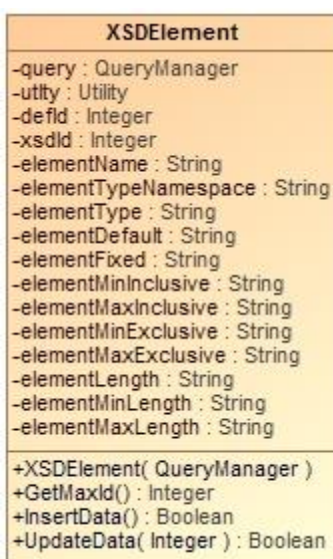 XSDElement
-query : QueryManager
-utlty : Utility
-defId : Integer
-xsdId : Integer
-elementName : String
-elementTypeNamespace : String
-elementType : String
-elementDefault : String
-elementFixed : String
-elementMinInclusive : String
-elementMaxInclusive : String
-elementMinExclusive : String
-elementMaxExclusive : String
-elementLength : String
-elementMinLength : String
-elementMaxLength : String
+XSDElement( QueryManager )
+GetMaxId() : Integer
+InsertData() : Boolean
+UpdateData( Integer ) : Boolean